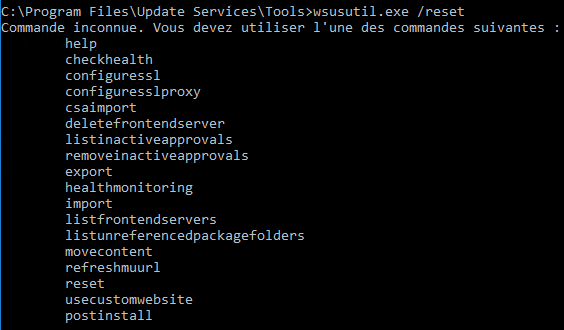 C:\Program Files\Update Services\Tools>wsusutil.exe /reset
Commande inconnue. Vous devez utiliser l'une des commandes suivantes :
help
checkhealth
configuressl
configuresslproxy
csaimport
deletefrontendserver
listinactiveapprovals
removeinactiveapprovals
export
healthmonitoring
import
listfrontendservers
listunreferencedpackagefolders
movecontent
refreshmuurl
reset
usecustomwebsite
postinstall